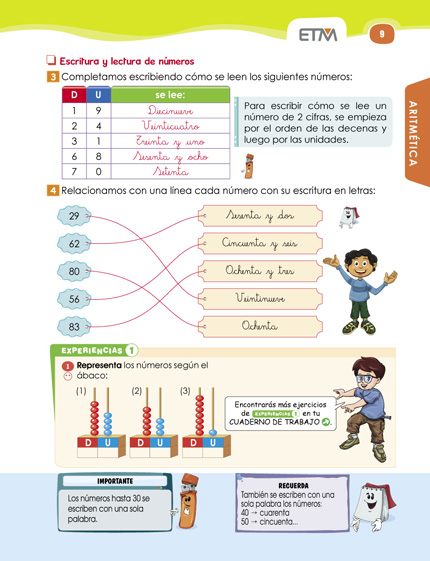 ETM
9
Escritura y lectura de números
3 Completamos escribiendo cómo se leen los siguientes números:
D U se lee:
1 9 Diecinueve
2 4 Veinticuatro
3 1 Treinta y uno
6 8 Sesenta y ocho
7 0 Setenta
Para escribir cómo se lee un
número de 2 cifras, se empieza
por el orden de las decenas y
luego por las unidades.
ARITMÉTICA
4 Relacionamos con una línea cada número con su escritura en letras:
29 Sesenta y dos
62 Cincuenta y seis
80 Ochenta y tres
56 Veintinueve
83 Ochenta
EXPERIENCIAS 1
1 Representa los números según el
ábaco:
(1) (2) (3)
D U D U D U
Encontrarás más ejercicios
de EXPERIENCIAS 1 en tu
CUADERNO DE TRABAJO
IMPORTANTE
Los números hasta 30 se
escriben con una sola
palabra.
RECUERDA
También se escriben con una
sola palabra los números:
40 → cuarenta
50 → cincuenta...